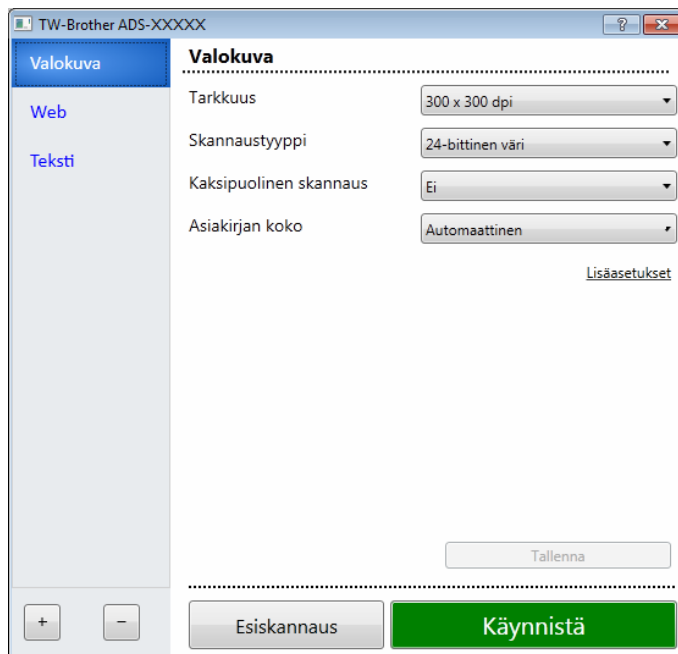 TW-Brother ADS-XXXXX
?
Valokuva
Web
Teksti
Valokuva
Tarkkuus 300 x 300 dpi
Skannaustyyppi 24-bittinen väri
Kaksipuolinen skannaus Ei
Asiakirjan koko Automaattinen
Lisäasetukset
Tallenna
+ − Esiskannaus Käynnistä